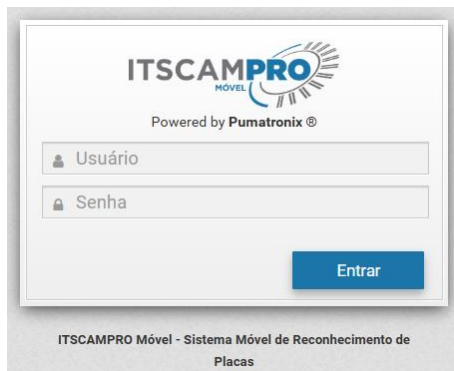 ITSCAMPRO
MÓVEL
Powered by Pumatronix ®
Usuário
Senha
Entrar
ITSCAMPRO Móvel - Sistema Móvel de Reconhecimento de
Placas